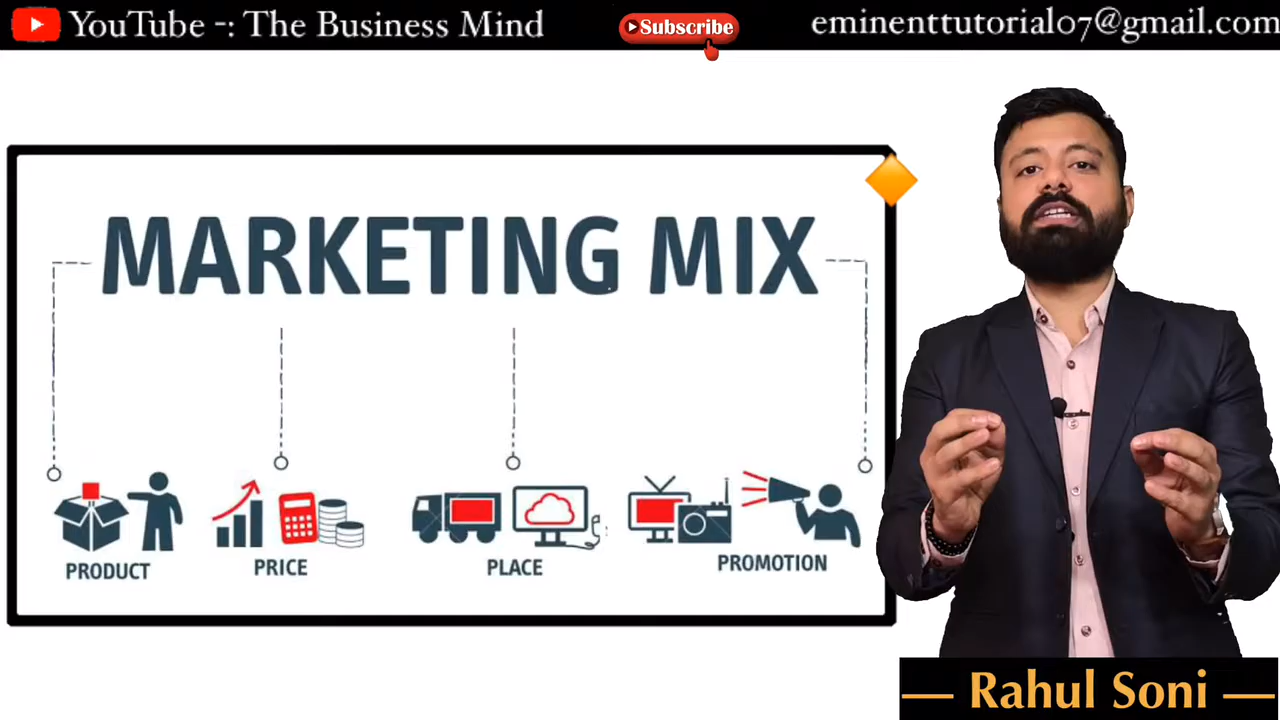 YouTube -: The Business Mind
Subscribe
eminenttutorial07@gmail.com
MARKETING MIX
PRODUCT
PRICE
PLACE
PROMOTION
— Rahul Soni —